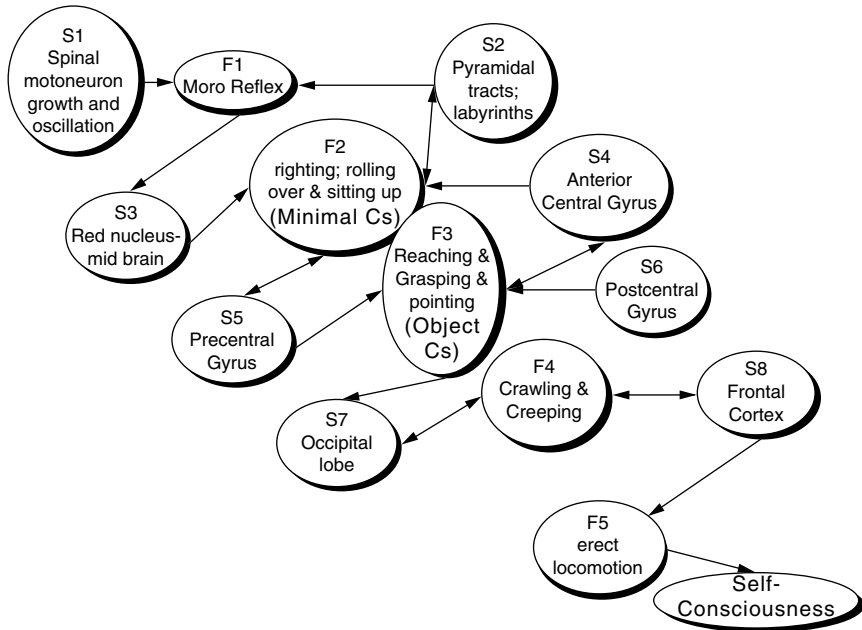 S1
Spinal
motoneuron
growth and
oscillation
F1
Moro Reflex
S2
Pyramidal
tracts;
labyrinths
F2
righting; rolling
over & sitting up
(Minimal Cs)
S4
Anterior
Central Gyrus
S3
Red nucleus-
mid brain
F3
Reaching &
Grasping &
pointing
(Object
Cs)
S6
Postcentral
Gyrus
S5
Precentral
Gyrus
F4
Crawling &
Creeping
S8
Frontal
Cortex
S7
Occipital
lobe
F5
erect
locomotion
Self-
Consciousness